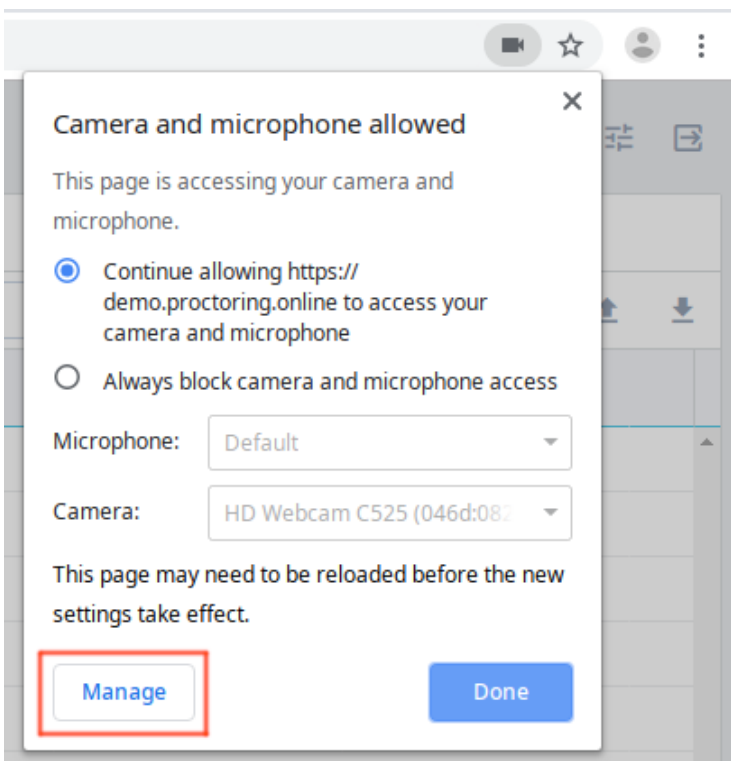 Camera and microphone allowed
This page is accessing your camera and
microphone.
Continue allowing https://
demo.proctoring.online to access your
camera and microphone
Always block camera and microphone access
Microphone:
Default
Camera:
HD Webcam C525 (046d:082
This page may need to be reloaded before the new
settings take effect.
Manage
Done